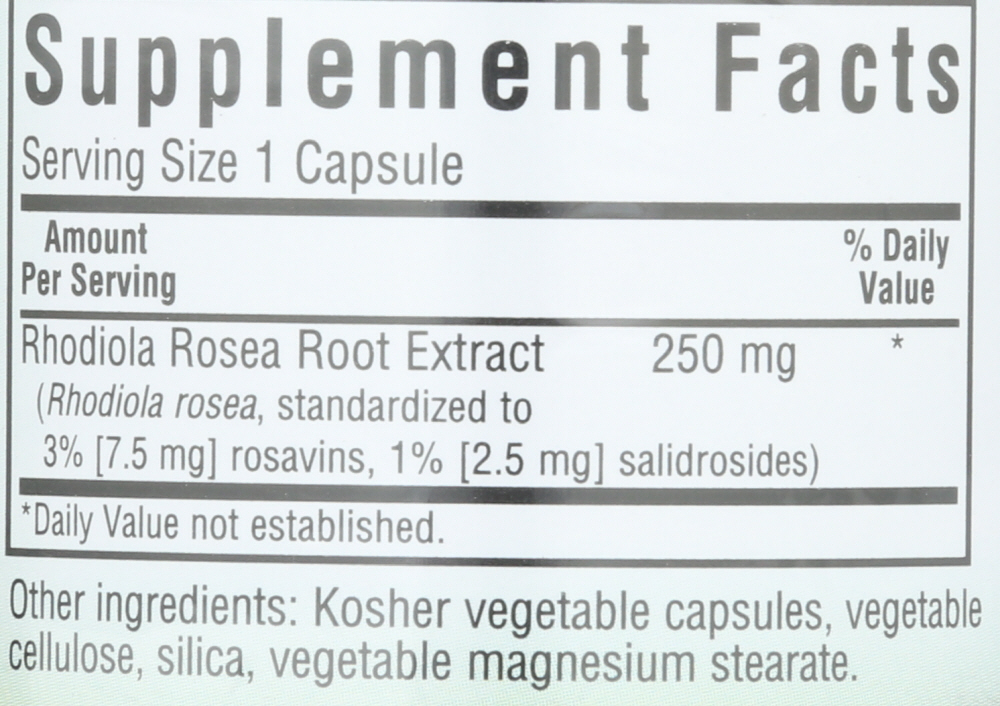 Supplement Facts
Serving Size 1 Capsule
Amount
Per Serving
% Daily
Value
Rhodiola Rosea Root Extract 250 mg *
(Rhodiola rosea, standardized to
3% [7.5 mg] rosavins, 1% [2.5 mg] salidrosides)
*Daily Value not established.
Other ingredients: Kosher vegetable capsules, vegetable
cellulose, silica, vegetable magnesium stearate.